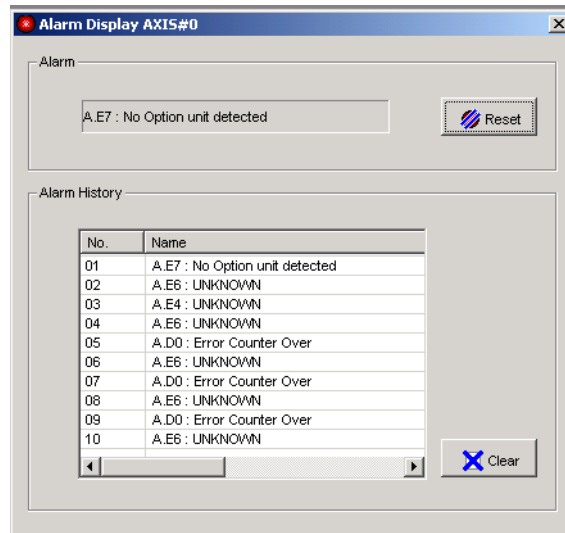 Alarm Display AXIS#0
Alarm
A.E7 : No Option unit detected
Reset
Alarm History
No. Name
01 A.E7 : No Option unit detected
02 A.E6 : UNKNOWN
03 A.E4 : UNKNOWN
04 A.E6 : UNKNOWN
05 A.D0 : Error Counter Over
06 A.E6 : UNKNOWN
07 A.D0 : Error Counter Over
08 A.E6 : UNKNOWN
09 A.D0 : Error Counter Over
10 A.E6 : UNKNOWN
Clear